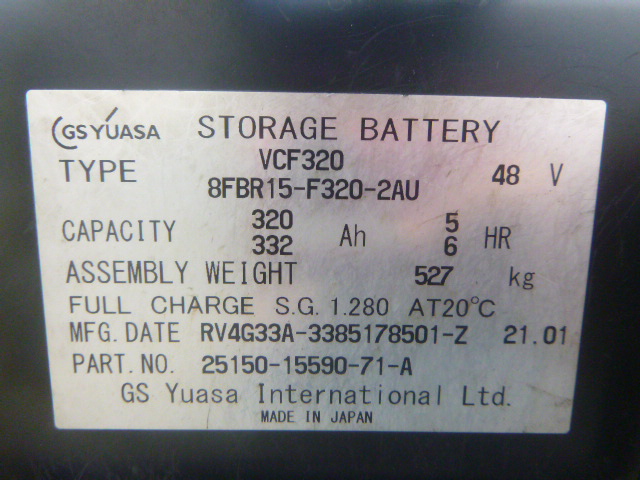 GS YUASA STORAGE BATTERY
TYPE VCF320 48 V
8FBR15-F320-2AU
CAPACITY 320 Ah 5 HR
332 6
ASSEMBLY WEIGHT 527 kg
FULL CHARGE S.G. 1.280 AT20℃
MFG. DATE RV4G33A-3385178501-Z 21.01
PART. NO. 25150-15590-71-A
GS Yuasa International Ltd.
MADE IN JAPAN